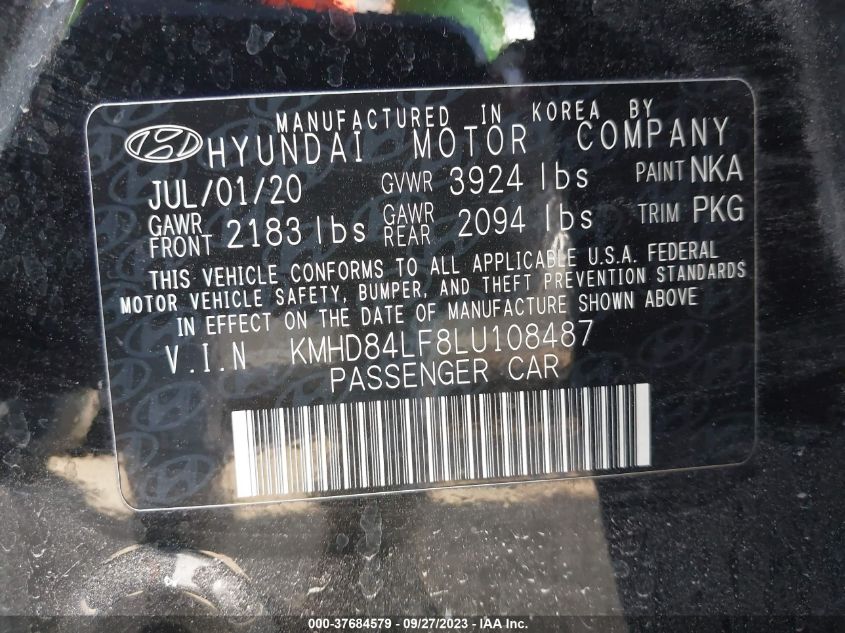 MANUFACTURED IN KOREA BY
HYUNDAI MOTOR COMPANY
JUL/01/20 GVWR 3924 lbs PAINT NKA
GAWR FRONT 2183 lbs GAWR REAR 2094 lbs TRIM PKG
THIS VEHICLE CONFORMS TO ALL APPLICABLE U.S.A. FEDERAL
MOTOR VEHICLE SAFETY, BUMPER, AND THEFT PREVENTION STANDARDS
IN EFFECT ON THE DATE OF MANUFACTURE SHOWN ABOVE
V.I.N KMHD84LF8LU108487
PASSENGER CAR
000-37684579 - 09/27/2023 - IAA Inc.